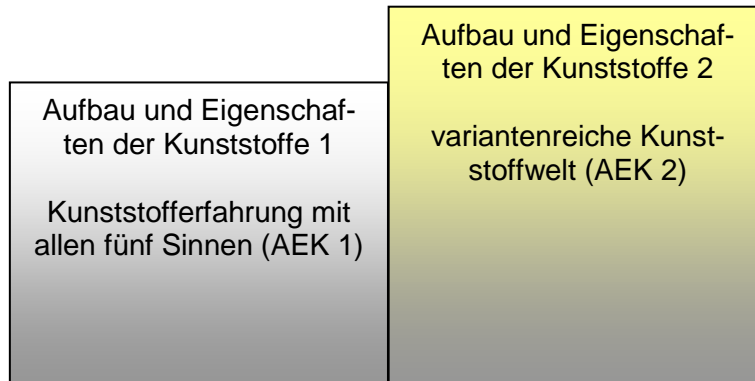 Aufbau und Eigenschaf-
ten der Kunststoffe 1
Kunststofferfahrung mit
allen fünf Sinnen (AEK 1)
Aufbau und Eigenschaf-
ten der Kunststoffe 2
variantenreiche Kunst-
stoffwelt (AEK 2)